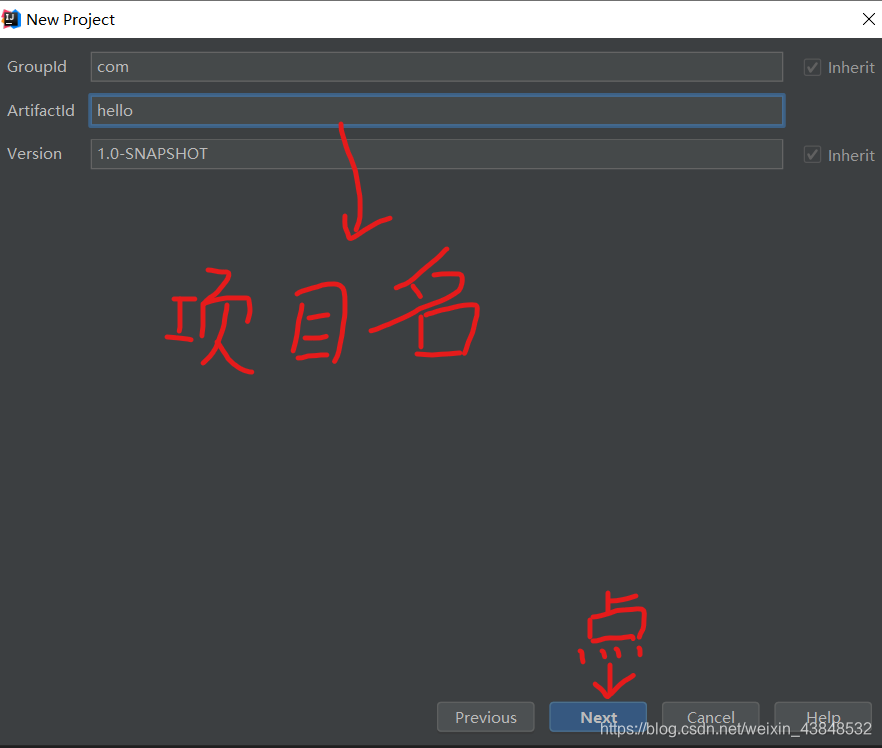 New Project
GroupId com Inherit
ArtifactId hello
Version 1.0-SNAPSHOT Inherit
项目名
点
Previous Next Cancel Help
https://blog.csdn.net/weixin_43848532